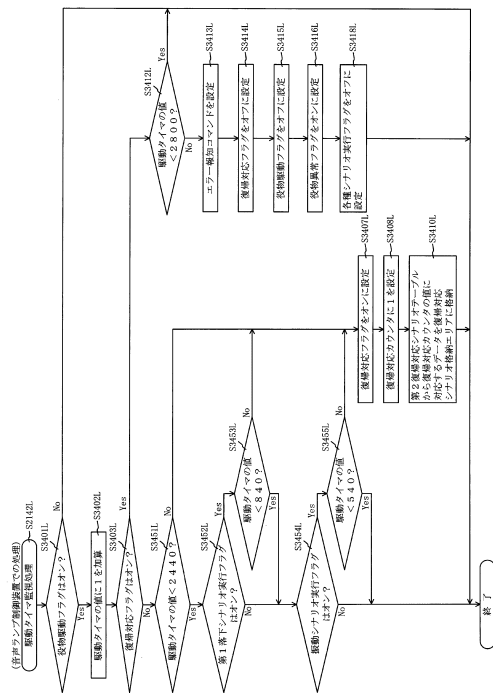 (音声ランプ制御装置での処理)
駆動タイマ監視処理
S2142L
S3401L
役物駆動フラグはオン?
No
Yes
S3402L
駆動タイマの値に1を加算
S3403L
復帰対応フラグはオン?
Yes
No
S3451L
駆動タイマの値<2440?
No
Yes
S3452L
第1落下シナリオ実行フラグ
はオン?
Yes
No
S3453L
駆動タイマの値
<840?
No
Yes
S3454L
振動シナリオ実行フラグ
はオン?
Yes
No
S3455L
駆動タイマの値
<540?
No
Yes
S3407L
復帰対応フラグをオンに設定
S3408L
復帰対応カウンタに1を設定
S3410L
第2復帰対応シナリオテーブル
から復帰対応カウンタの値に
対応するデータを復帰対応
シナリオ格納エリアに格納
S3412L
駆動タイマの値
<2800?
Yes
No
S3413L
エラー報知コマンドを設定
S3414L
復帰対応フラグをオフに設定
S3415L
役物駆動フラグをオフに設定
S3416L
役物異常フラグをオンに設定
S3418L
各種シナリオ実行フラグをオフに
設定
終了